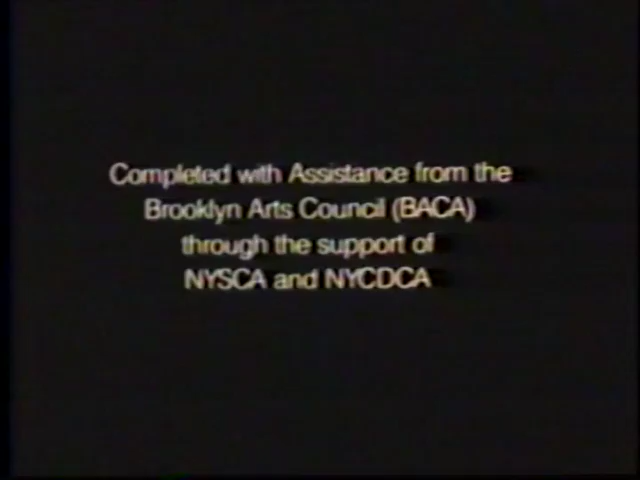 Completed with Assistance from the
Brooklyn Arts Council (BACA)
through the support of
NYSCA and NYCDCA